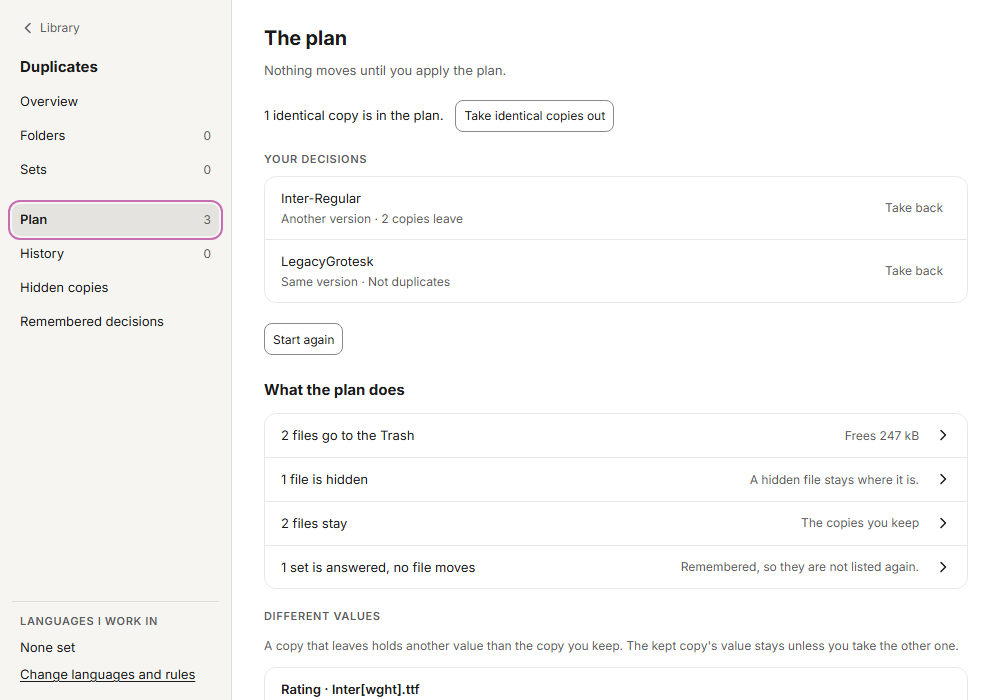 Library
Duplicates
Overview
Folders 0
Sets 0
Plan 3
History 0
Hidden copies
Remembered decisions
LANGUAGES I WORK IN
None set
Change languages and rules
The plan
Nothing moves until you apply the plan.
1 identical copy is in the plan. Take identical copies out
YOUR DECISIONS
Inter-Regular
Another version · 2 copies leave
Take back
LegacyGrotesk
Same version · Not duplicates
Take back
Start again
What the plan does
2 files go to the Trash Frees 247 kB
1 file is hidden A hidden file stays where it is.
2 files stay The copies you keep
1 set is answered, no file moves Remembered, so they are not listed again.
DIFFERENT VALUES
A copy that leaves holds another value than the copy you keep. The kept copy's value stays unless you take the other one.
Rating · Inter[wght].ttf